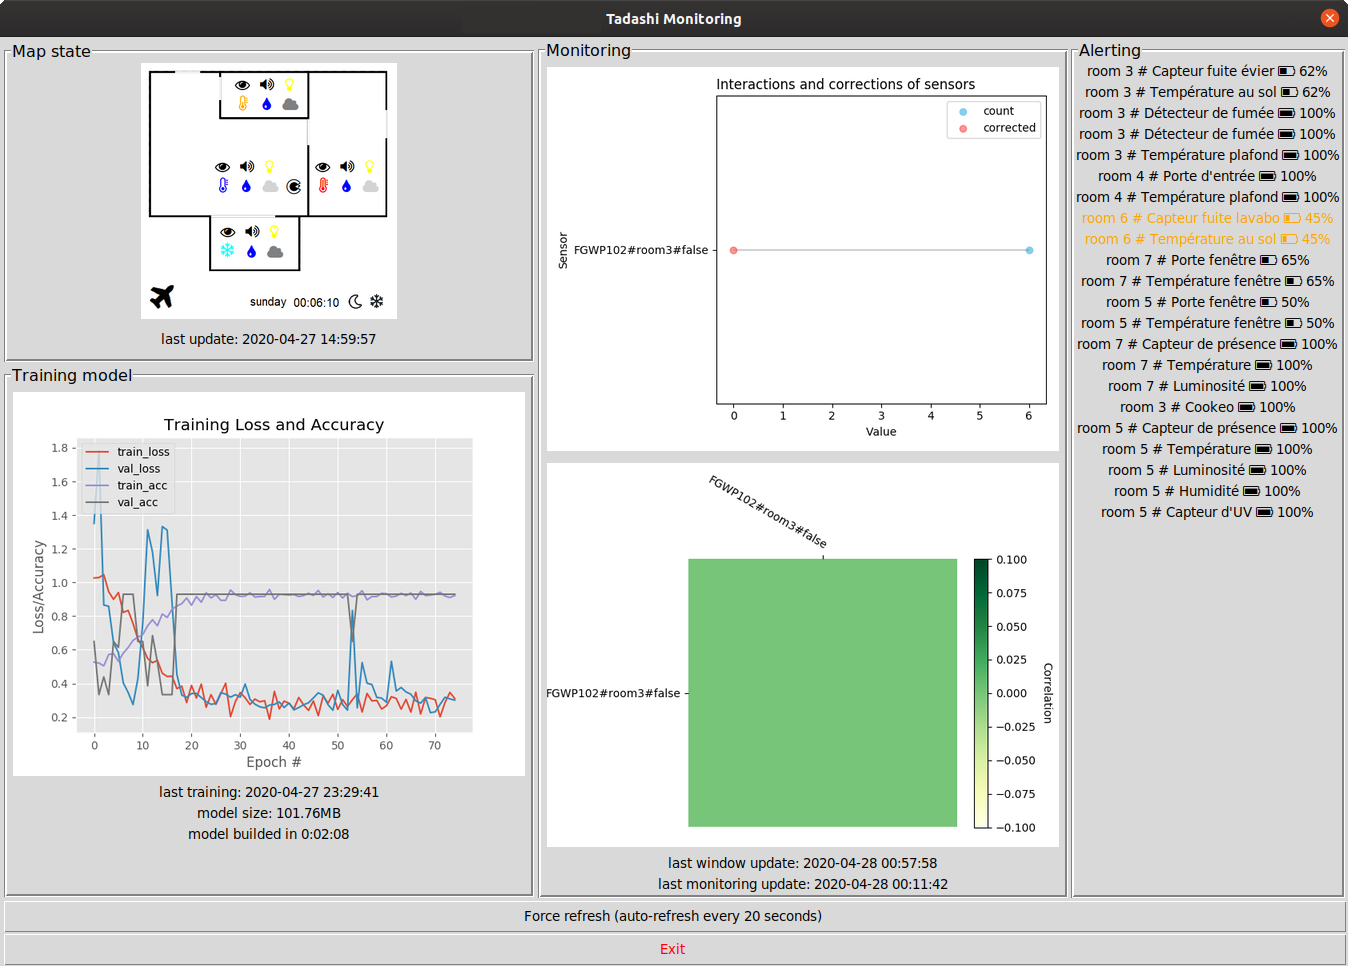 Tadashi Monitoring
Map state
sunday 00:06:10
last update: 2020-04-27 14:59:57
Training model
Training Loss and Accuracy
train_loss
val_loss
train_acc
val_acc
1.8
1.6
1.4
1.2
1.0
0.8
0.6
0.4
0.2
Loss/Accuracy
0 10 20 30 40 50 60 70
Epoch #
last training: 2020-04-27 23:29:41
model size: 101.76MB
model builded in 0:02:08
Monitoring
Interactions and corrections of sensors
count
corrected
Sensor
FGWP102#room3#false
0 1 2 3 4 5 6
Value
FGWP102#room3#false
FGWP102#room3#false
0.100
0.075
0.050
0.025
0.000
−0.025
−0.050
−0.075
−0.100
Correlation
last window update: 2020-04-28 00:57:58
last monitoring update: 2020-04-28 00:11:42
Alerting
room 3 # Capteur fuite évier 62%
room 3 # Température au sol 62%
room 3 # Détecteur de fumée 100%
room 3 # Détecteur de fumée 100%
room 3 # Température plafond 100%
room 4 # Porte d'entrée 100%
room 4 # Température plafond 100%
room 6 # Capteur fuite lavabo 45%
room 6 # Température au sol 45%
room 7 # Porte fenêtre 65%
room 7 # Température fenêtre 65%
room 5 # Porte fenêtre 50%
room 5 # Température fenêtre 50%
room 7 # Capteur de présence 100%
room 7 # Température 100%
room 7 # Luminosité 100%
room 3 # Cookeo 100%
room 5 # Capteur de présence 100%
room 5 # Température 100%
room 5 # Luminosité 100%
room 5 # Humidité 100%
room 5 # Capteur d'UV 100%
Force refresh (auto-refresh every 20 seconds)
Exit